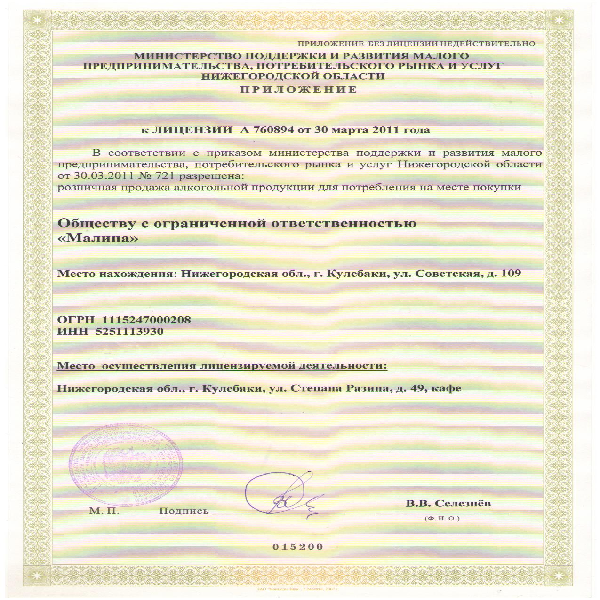 ПРИЛОЖЕНИЕ БЕЗ ЛИЦЕНЗИИ НЕДЕЙСТВИТЕЛЬНО
МИНИСТЕРСТВО ПОДДЕРЖКИ И РАЗВИТИЯ МАЛОГО
ПРЕДПРИНИМАТЕЛЬСТВА, ПОТРЕБИТЕЛЬСКОГО РЫНКА И УСЛУГ
НИЖЕГОРОДСКОЙ ОБЛАСТИ
ПРИЛОЖЕНИЕ
к ЛИЦЕНЗИИ А 760894 от 30 марта 2011 года
В соответствии с приказом министерства поддержки и развития малого
предпринимательства, потребительского рынка и услуг Нижегородской области
от 30.03.2011 № 721 разрешена:
розничная продажа алкогольной продукции для потребления на месте покупки
Обществу с ограниченной ответственностью
«Малина»
Место нахождения: Нижегородская обл., г. Кулебаки, ул. Советская, д. 109
ОГРН 1115247000208
ИНН 5251113930
Место осуществления лицензируемой деятельности:
Нижегородская обл., г. Кулебаки, ул. Степана Разина, д. 49, кафе
М. П. Подпись В.В. Селезнёв
(Ф.И.О.)
015200